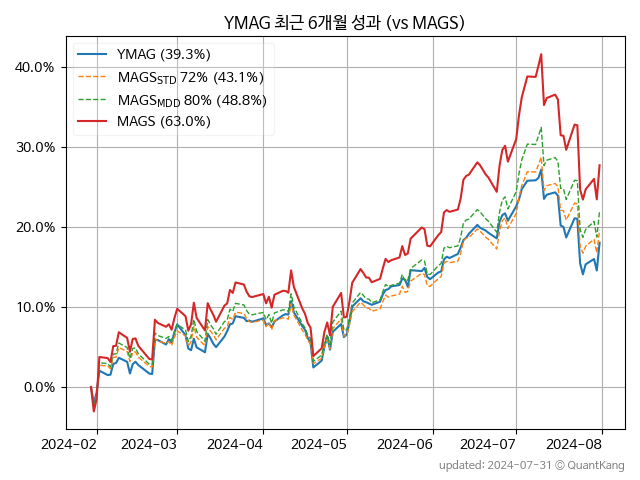 YMAG 최근 6개월 성과 (vs MAGS)
YMAG (39.3%)
MAGS_STD 72% (43.1%)
MAGS_MDD 80% (48.8%)
MAGS (63.0%)
40.0%
30.0%
20.0%
10.0%
0.0%
2024-02 2024-03 2024-04 2024-05 2024-06 2024-07 2024-08
updated: 2024-07-31 © QuantKang